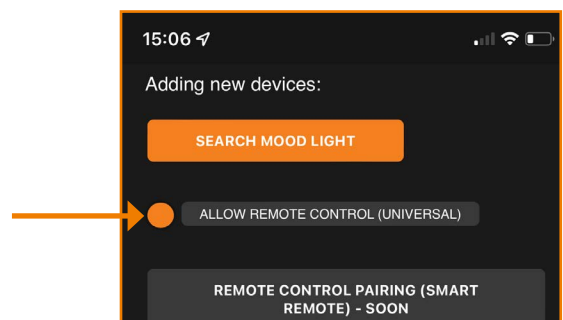 15:06
Adding new devices:
SEARCH MOOD LIGHT
ALLOW REMOTE CONTROL (UNIVERSAL)
REMOTE CONTROL PAIRING (SMART
REMOTE) - SOON